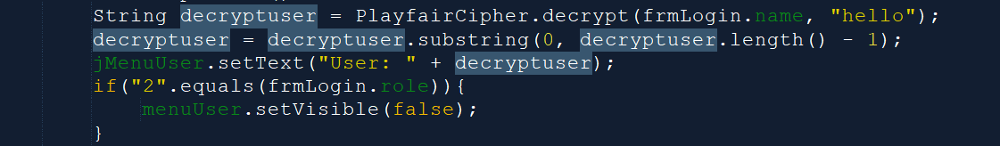 String decryptuser = PlayfairCipher.decrypt(frmLogin.name, "hello");
decryptuser = decryptuser.substring(0, decryptuser.length() - 1);
jMenuUser.setText("User: " + decryptuser);
if("2".equals(frmLogin.role)){
menuUser.setVisible(false);
}